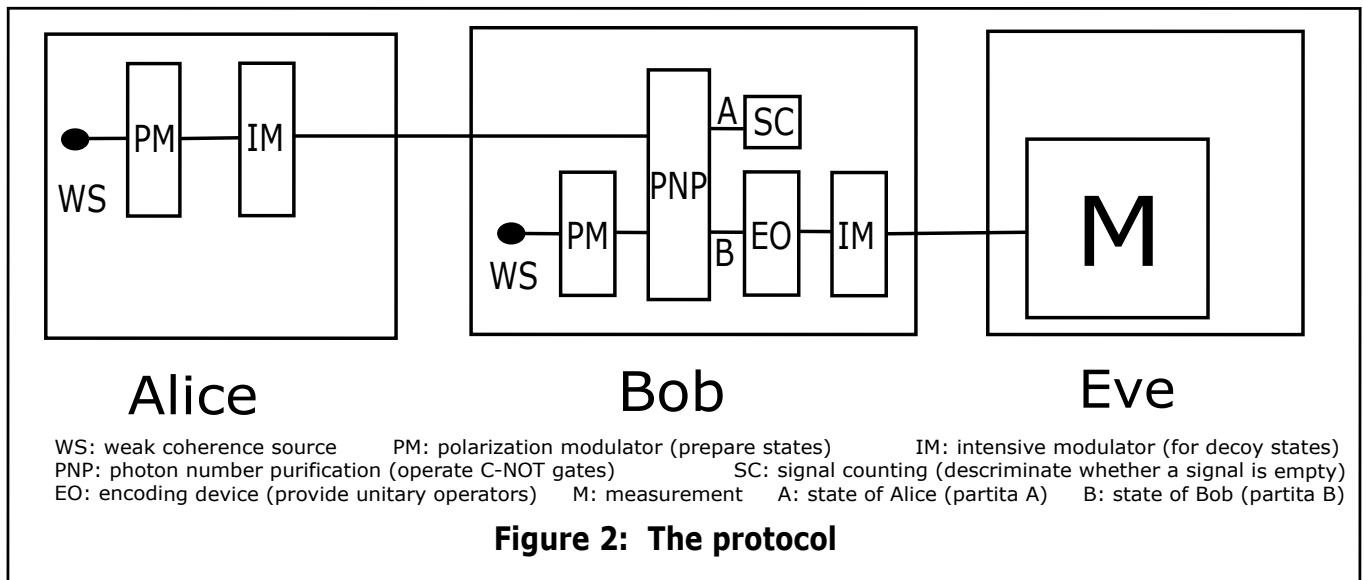 WS
PM
IM
WS
PM
PNP
A
SC
B
EO
IM
M
Alice
Bob
Eve
WS: weak coherence source PM: polarization modulator (prepare states) IM: intensive modulator (for decoy states)
PNP: photon number purification (operate C-NOT gates) SC: signal counting (descriminate whether a signal is empty)
EO: encoding device (provide unitary operators) M: measurement A: state of Alice (partita A) B: state of Bob (partita B)
Figure 2: The protocol